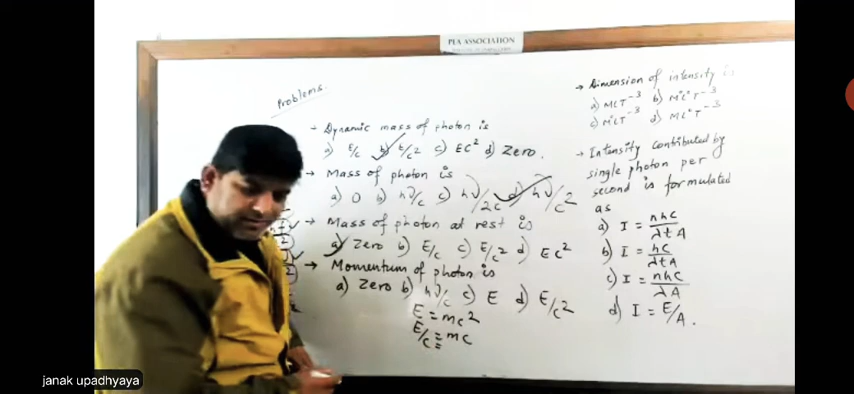 PEA ASSOCIATION
Problems.
→ Dynamic mass of photon is
a) E/c b) E/c² c) EC² d) Zero.
→ Mass of photon is
a) 0 b) hν/c c) hν/2c d) hν/c²
→ Mass of photon at rest is
a) Zero b) E/c c) E/c² d) EC²
→ Momentum of photon is
a) Zero b) hν/c c) E d) E/c²
E = mc²
E/c = mc
→ Dimension of intensity is
a) MLT⁻³ b) M°L°T⁻³
c) M°LT⁻³ d) ML°T⁻³
→ Intensity contributed by
single photon per
second is formulated
as
a) I = nhc/λtA
b) I = hc/λtA
c) I = nhc/λA
d) I = E/A.
janak upadhyaya